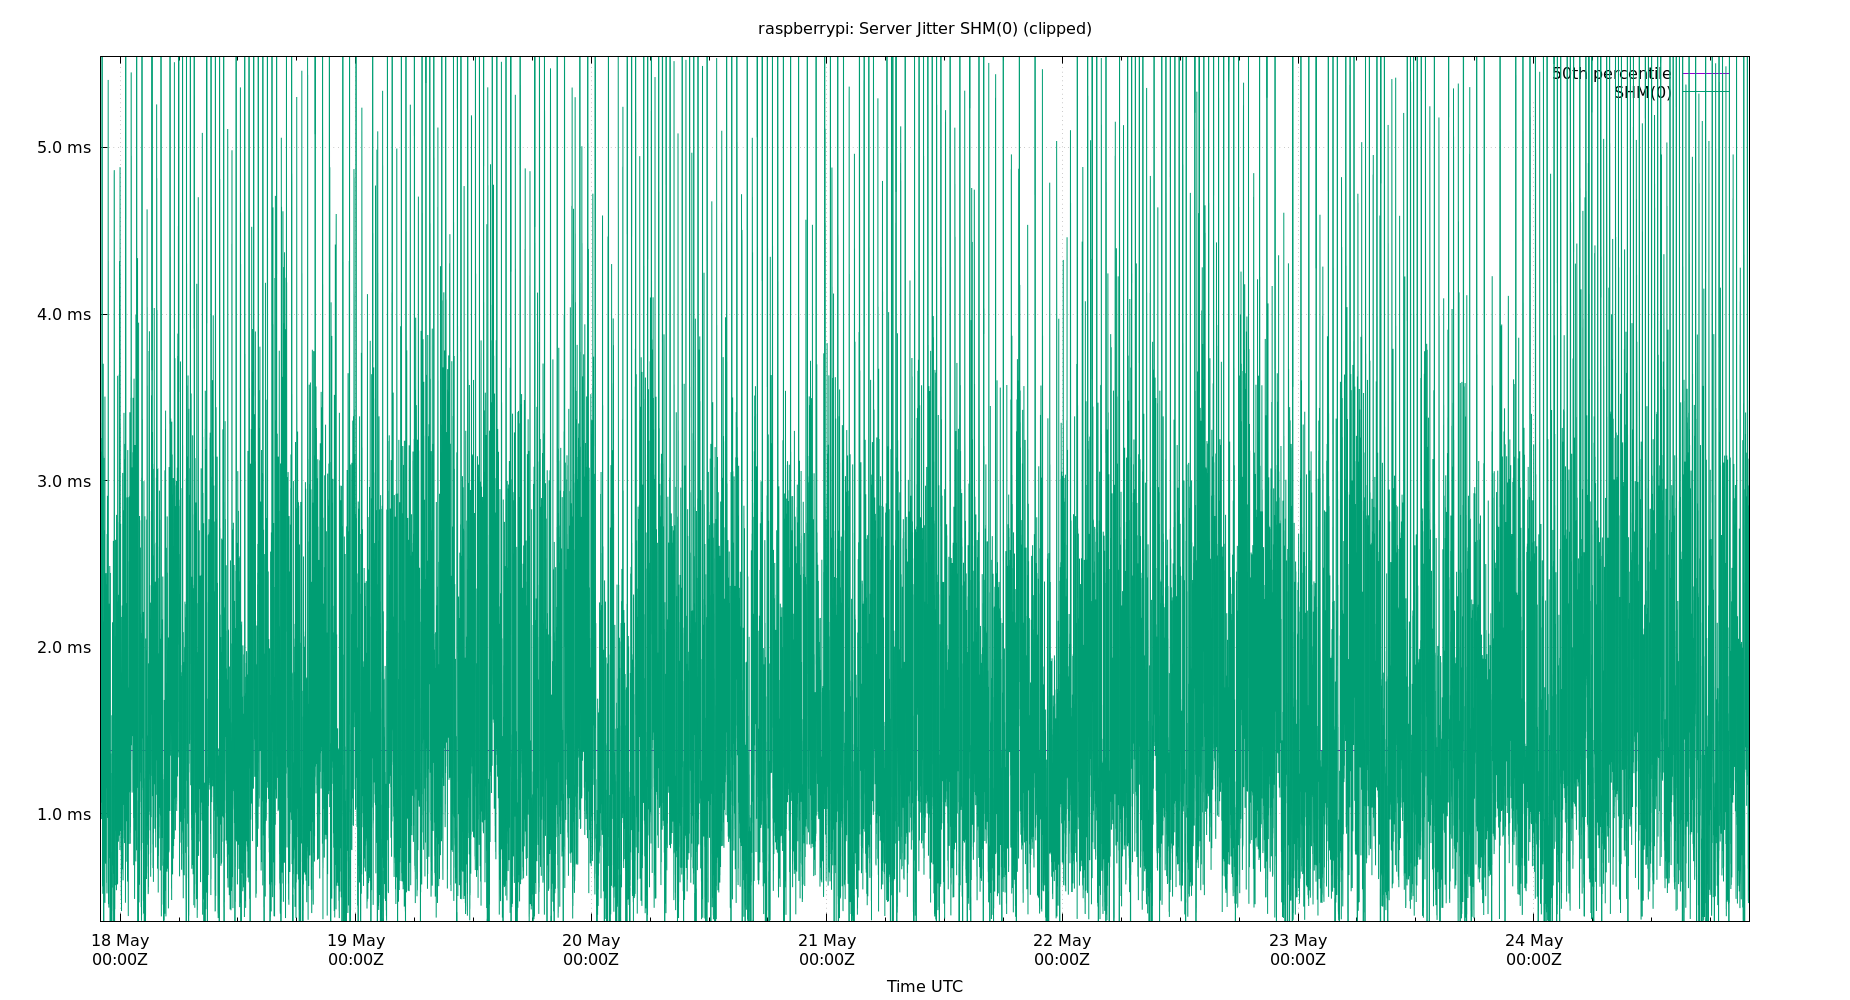 raspberrypi: Server Jitter SHM(0) (clipped)
50th percentile
SHM(0)
5.0 ms
4.0 ms
3.0 ms
2.0 ms
1.0 ms
18 May 19 May 20 May 21 May 22 May 23 May 24 May
00:00Z 00:00Z 00:00Z 00:00Z 00:00Z 00:00Z 00:00Z
Time UTC